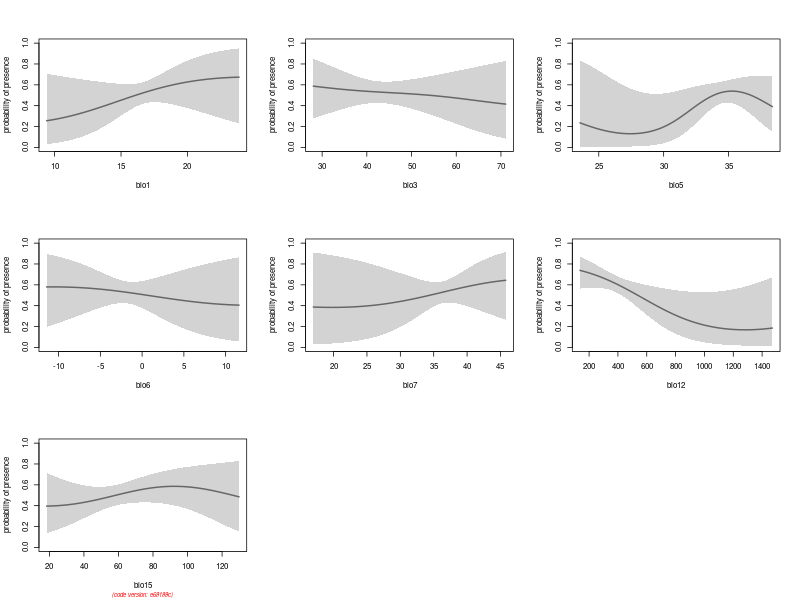 probability of presence
0.0 0.2 0.4 0.6 0.8 1.0
10 15 20
bio1
probability of presence
0.0 0.2 0.4 0.6 0.8 1.0
30 40 50 60 70
bio3
probability of presence
0.0 0.2 0.4 0.6 0.8 1.0
25 30 35
bio5
probability of presence
0.0 0.2 0.4 0.6 0.8 1.0
-10 -5 0 5 10
bio6
probability of presence
0.0 0.2 0.4 0.6 0.8 1.0
20 25 30 35 40 45
bio7
probability of presence
0.0 0.2 0.4 0.6 0.8 1.0
200 400 600 800 1000 1200 1400
bio12
probability of presence
0.0 0.2 0.4 0.6 0.8 1.0
20 40 60 80 100 120
bio15
(code version: